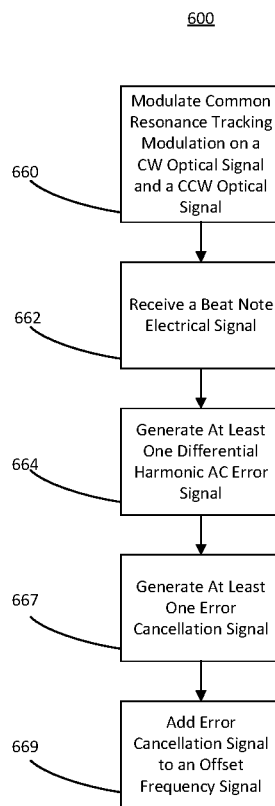 600
Modulate Common
Resonance Tracking
Modulation on a
CW Optical Signal
and a CCW Optical
Signal
660
Receive a Beat Note
Electrical Signal
662
Generate At Least
One Differential
Harmonic AC Error
Signal
664
Generate At Least
One Error
Cancellation Signal
667
Add Error
Cancellation Signal
to an Offset
Frequency Signal
669